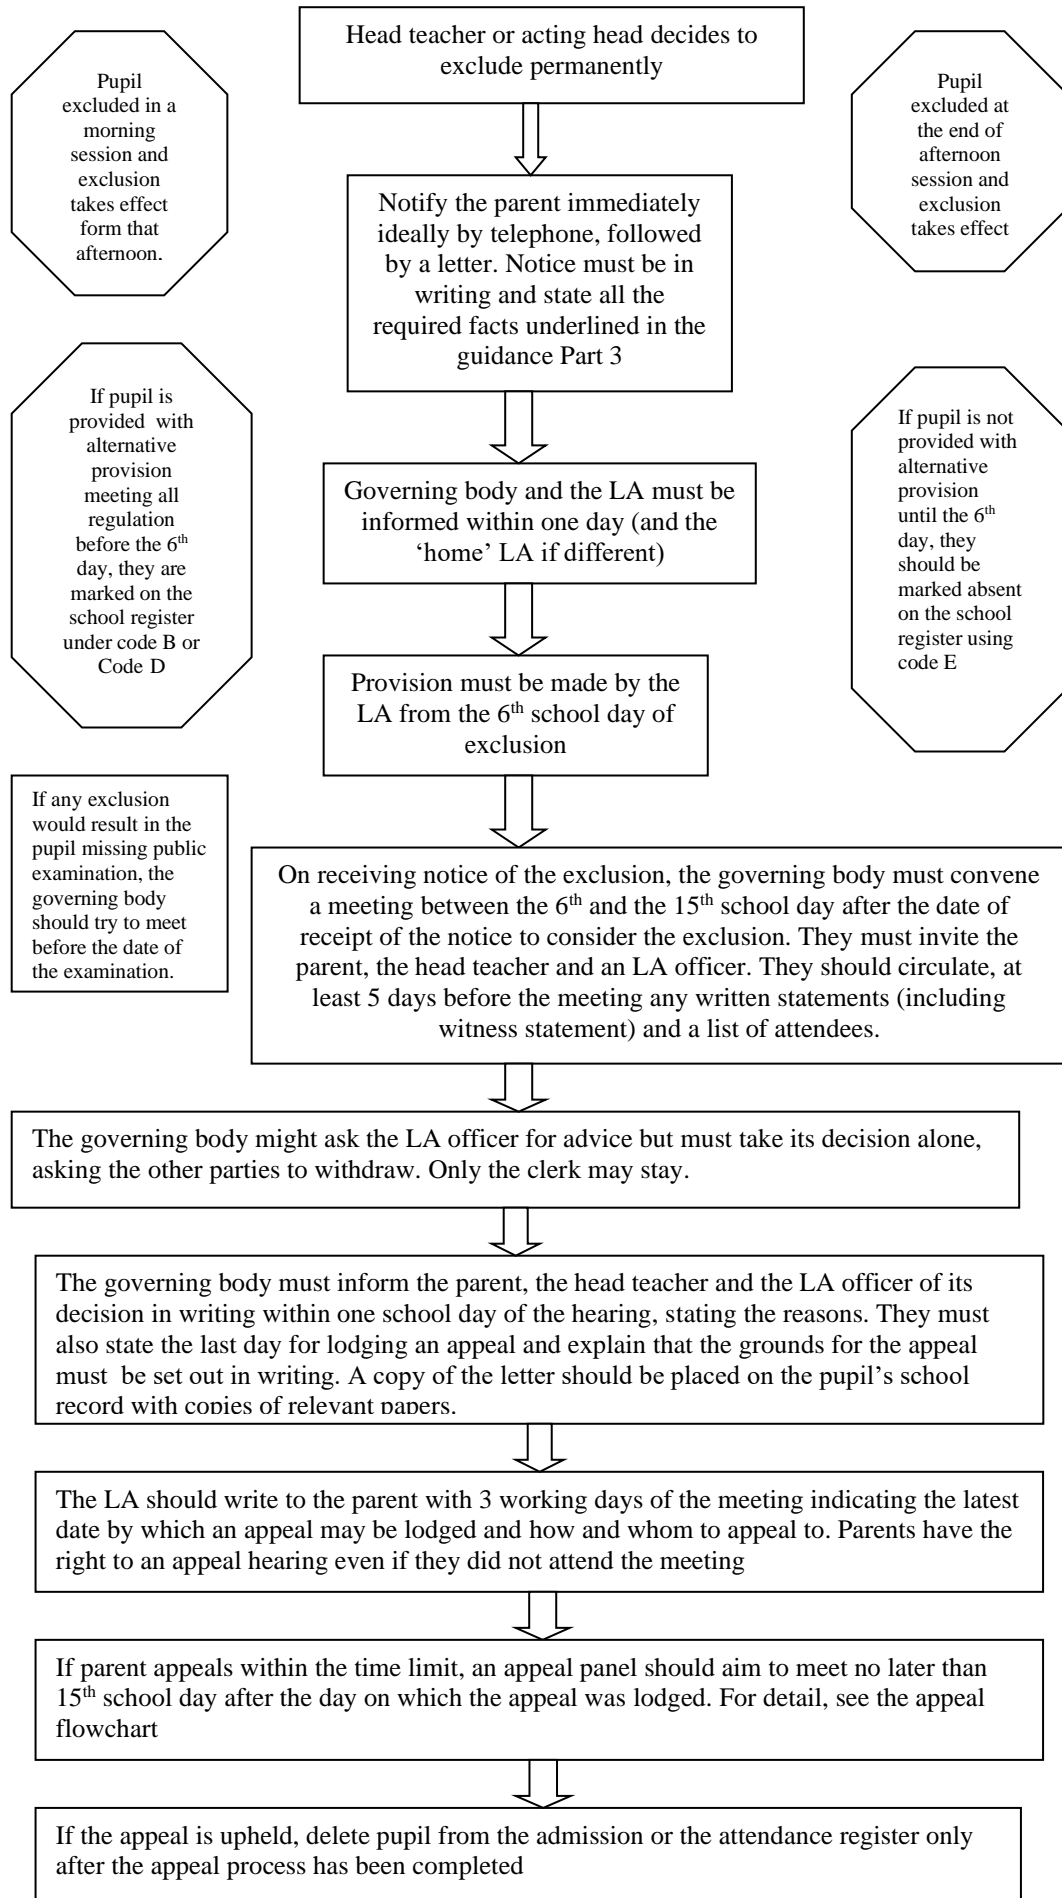 Head teacher or acting head decides to
exclude permanently
Pupil
excluded in a
morning
session and
exclusion
takes effect
form that
afternoon.
Pupil
excluded at
the end of
afternoon
session and
exclusion
takes effect
Notify the parent immediately
ideally by telephone, followed
by a letter. Notice must be in
writing and state all the
required facts underlined in the
guidance Part 3
If pupil is
provided with
alternative
provision
meeting all
regulation
before the 6th
day, they are
marked on the
school register
under code B or
Code D
If pupil is not
provided with
alternative
provision
until the 6th
day, they
should be
marked absent
on the school
register using
code E
Governing body and the LA must be
informed within one day (and the
‘home’ LA if different)
Provision must be made by the
LA from the 6th school day of
exclusion
If any exclusion
would result in the
pupil missing public
examination, the
governing body
should try to meet
before the date of
the examination.
On receiving notice of the exclusion, the governing body must convene
a meeting between the 6th and the 15th school day after the date of
receipt of the notice to consider the exclusion. They must invite the
parent, the head teacher and an LA officer. They should circulate, at
least 5 days before the meeting any written statements (including
witness statement) and a list of attendees.
The governing body might ask the LA officer for advice but must take its decision alone,
asking the other parties to withdraw. Only the clerk may stay.
The governing body must inform the parent, the head teacher and the LA officer of its
decision in writing within one school day of the hearing, stating the reasons. They must
also state the last day for lodging an appeal and explain that the grounds for the appeal
must be set out in writing. A copy of the letter should be placed on the pupil’s school
record with copies of relevant papers.
The LA should write to the parent with 3 working days of the meeting indicating the latest
date by which an appeal may be lodged and how and whom to appeal to. Parents have the
right to an appeal hearing even if they did not attend the meeting
If parent appeals within the time limit, an appeal panel should aim to meet no later than
15th school day after the day on which the appeal was lodged. For detail, see the appeal
flowchart
If the appeal is upheld, delete pupil from the admission or the attendance register only
after the appeal process has been completed